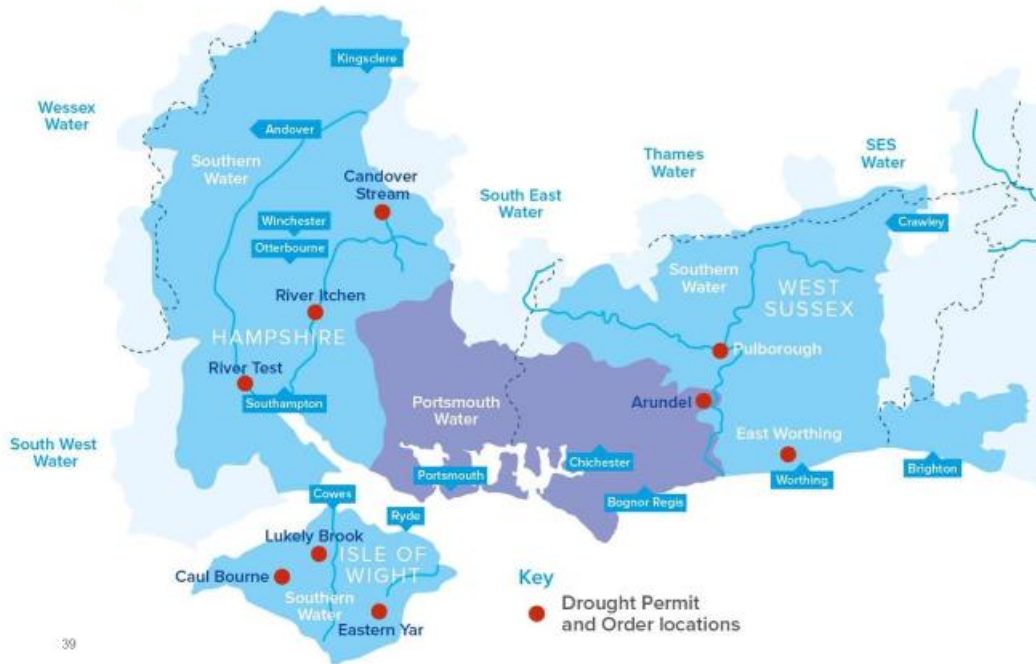 Kingsclere
Wessex
Water
Andover
Southern
Water
Candover
Stream
Winchester
Otterbourne
River Itchen
HAMPSHIRE
River Test
Southampton
South West
Water
South East
Water
Thames
Water
SES
Water
Crawley
Southern
Water
WEST
SUSSEX
Pulborough
Portsmouth
Water
Arundel
East Worthing
Portsmouth
Chichester
Bognor Regis
Worthing
Brighton
Cowes
Ryde
Lukely Brook
ISLE OF
WIGHT
Caul Bourne
Southern
Water
Eastern Yar
Key
Drought Permit
and Order locations
39